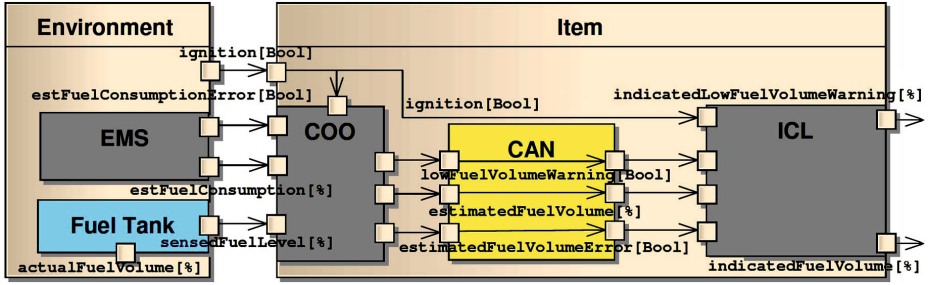 Environment
Item
ignition[Bool]
estFuelConsumptionError[Bool]
ignition[Bool]
indicatedLowFuelVolumeWarning[%]
EMS
COO
CAN
ICL
lowFuelVolumeWarning[Bool]
estFuelConsumption[%]
estimatedFuelVolume[%]
Fuel Tank
sensedFuelLevel[%]
estimatedFuelVolumeError[Bool]
actualFuelVolume[%]
indicatedFuelVolume[%]